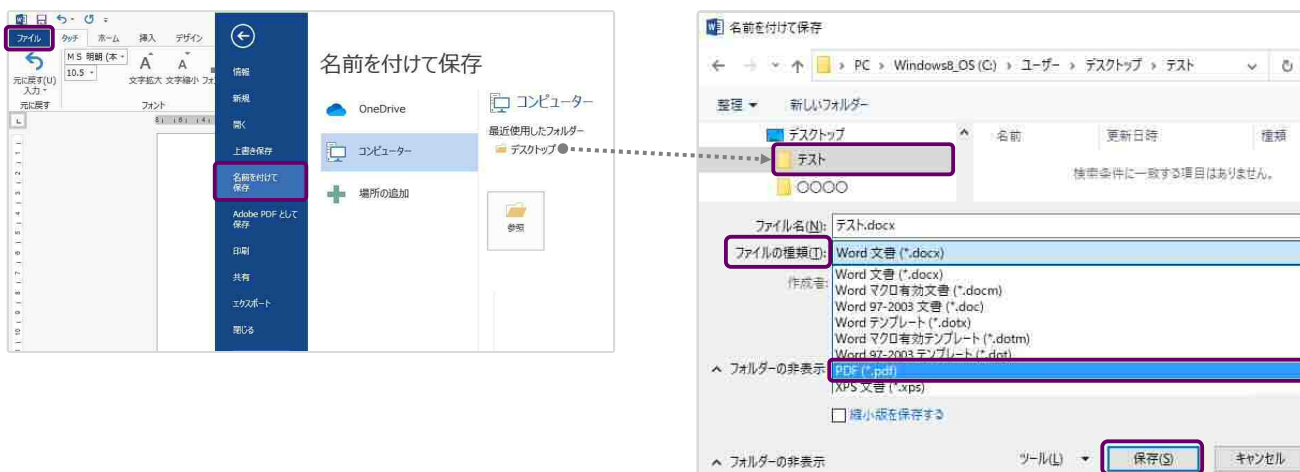 ファイル
タッチ
ホーム
挿入
デザイン
元に戻す(U)
入力
元に戻す
MS 明朝 (本
10.5
文字拡大
文字縮小
フォント
情報
新規
開く
上書き保存
名前を付けて
保存
Adobe PDF として
保存
印刷
共有
エクスポート
閉じる
名前を付けて保存
OneDrive
コンピューター
場所の追加
コンピューター
最近使用したフォルダー
デスクトップ
参照
名前を付けて保存
PC > Windows8_OS (C:) > ユーザー > デスクトップ > テスト
整理 ▼ 新しいフォルダー
デスクトップ
テスト
〇〇〇〇
名前 更新日時 種類
検索条件に一致する項目はありません。
ファイル名(N): テスト.docx
ファイルの種類(T): Word 文書 (*.docx)
作成者:
Word 文書 (*.docx)
Word マクロ有効文書 (*.docm)
Word 97-2003 文書 (*.doc)
Word テンプレート (*.dotx)
Word マクロ有効テンプレート (*.dotm)
Word 97-2003 テンプレート (*.dot)
フォルダーの非表示
PDF (*.pdf)
XPS 文書 (*.xps)
縮小版を保存する
フォルダーの非表示
ツール(L) ▼ 保存(S) キャンセル